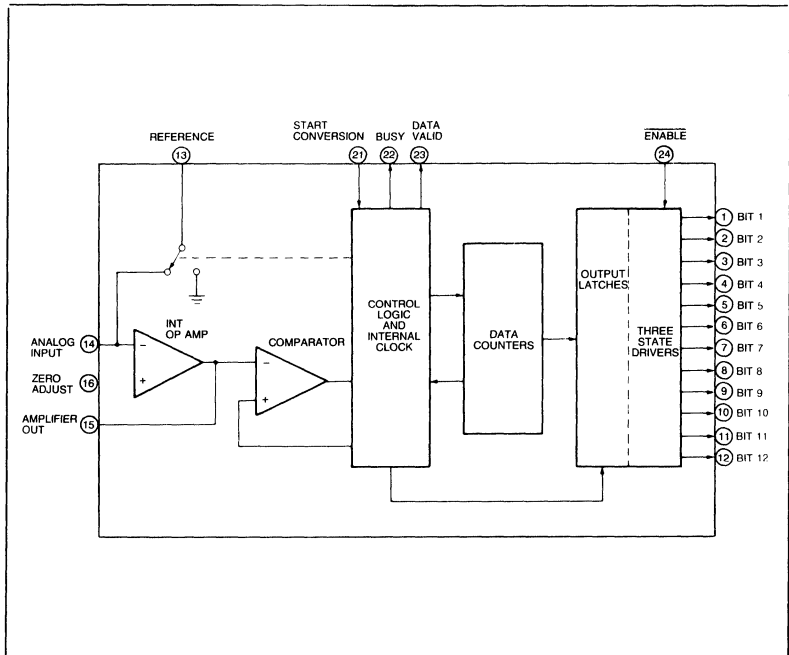 START
CONVERSION
BUSY
DATA
VALID
REFERENCE
ENABLE
13
21
22
23
24
1 BIT 1
2 BIT 2
3 BIT 3
4 BIT 4
5 BIT 5
6 BIT 6
7 BIT 7
8 BIT 8
9 BIT 9
10 BIT 10
11 BIT 11
12 BIT 12
OUTPUT
LATCHES
THREE
STATE
DRIVERS
CONTROL
LOGIC
AND
INTERNAL
CLOCK
DATA
COUNTERS
INT
OP AMP
COMPARATOR
ANALOG
INPUT
14
ZERO
ADJUST
16
AMPLIFIER
OUT
15
−
+
−
+